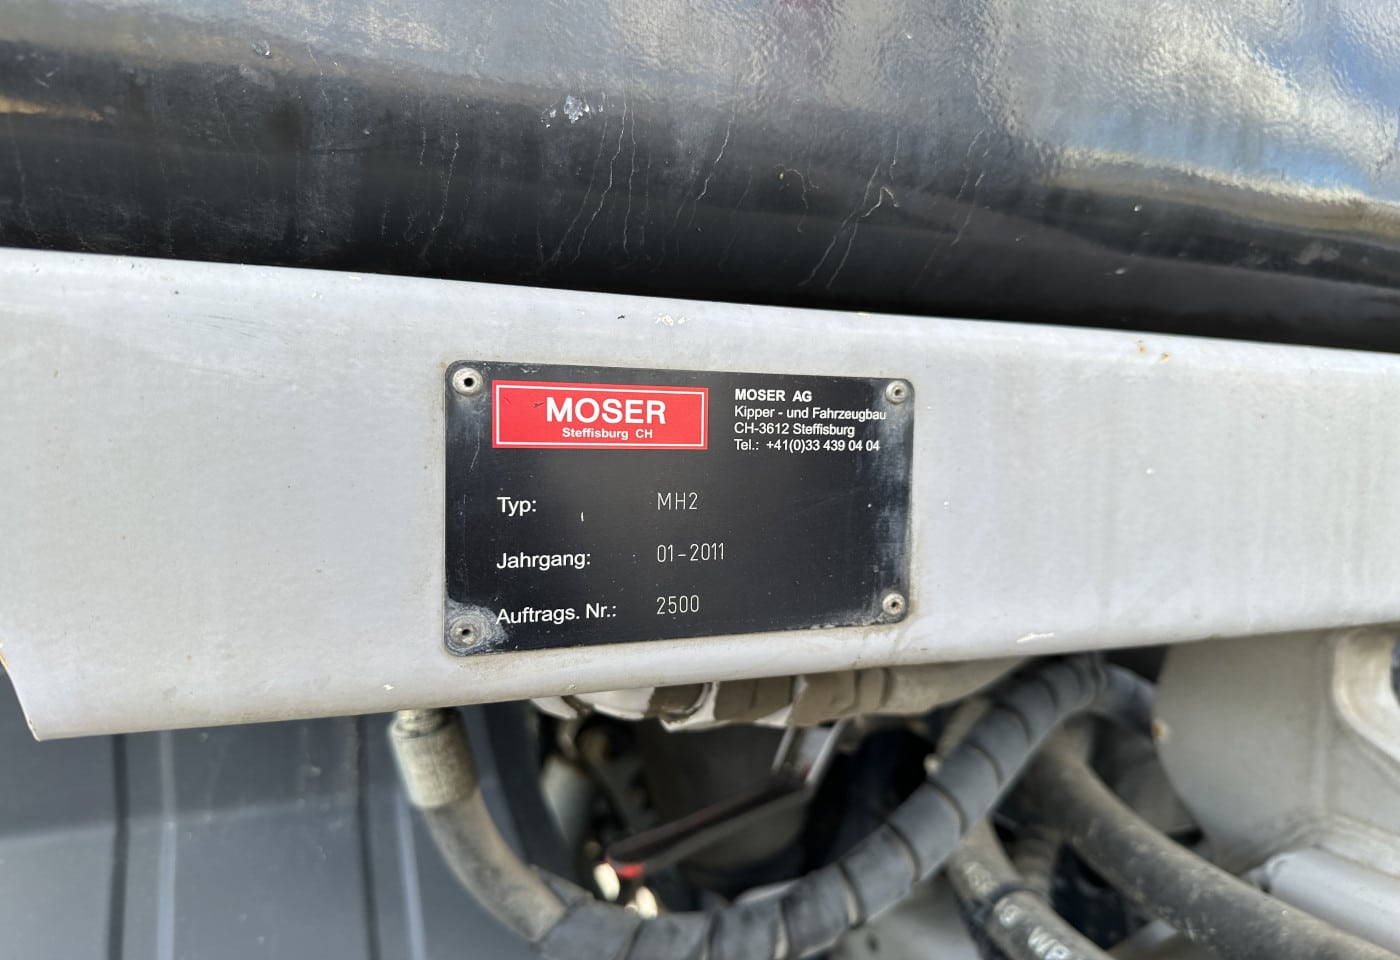 MOSER
Steffisburg CH
MOSER AG
Kipper - und Fahrzeugbau
CH-3612 Steffisburg
Tel.: +41(0)33 439 04 04
Typ: MH2
Jahrgang: 01-2011
Auftrags. Nr.: 2500